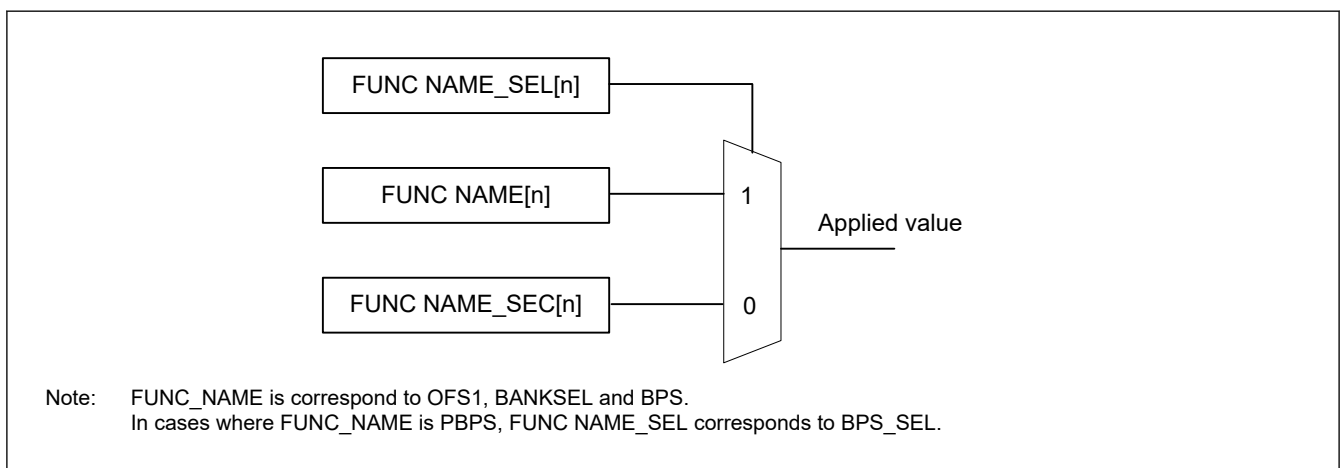 FUNC NAME_SEL[n]
FUNC NAME[n]
1
Applied value
FUNC NAME_SEC[n]
0
Note: FUNC_NAME is correspond to OFS1, BANKSEL and BPS.
In cases where FUNC_NAME is PBPS, FUNC NAME_SEL corresponds to BPS_SEL.